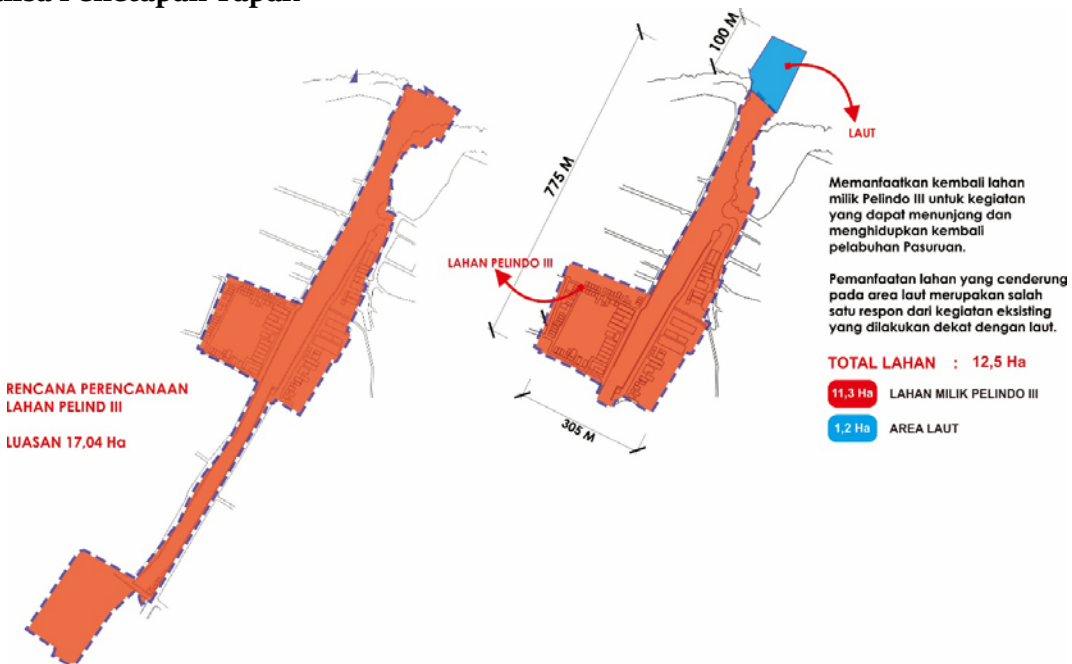 Penetapan Tapak
100 M
LAUT
775 M
LAHAN PELINDO III
305 M
RENCANA PERENCANAAN
LAHAN PELIND III
LUASAN 17,04 Ha
Memanfaatkan kembali lahan
milik Pelindo III untuk kegiatan
yang dapat menunjang dan
menghidupkan kembali
pelabuhan Pasuruan.
Pemanfaatan lahan yang cenderung
pada area laut merupakan salah
satu respon dari kegiatan eksisting
yang dilakukan dekat dengan laut.
TOTAL LAHAN : 12,5 Ha
11,3 Ha LAHAN MILIK PELINDO III
1,2 Ha AREA LAUT